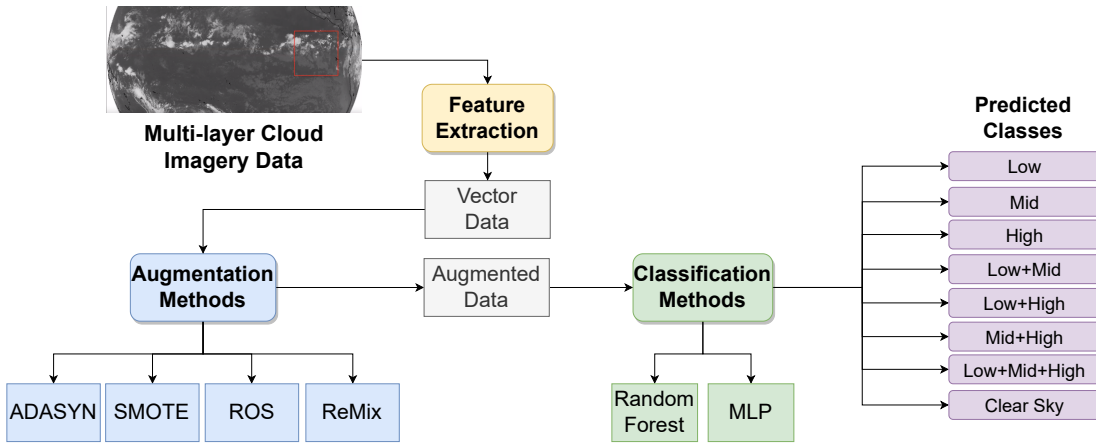 Multi-layer Cloud
Imagery Data
Feature
Extraction
Vector
Data
Augmentation
Methods
Augmented
Data
Classification
Methods
ADASYN
SMOTE
ROS
ReMix
Random
Forest
MLP
Predicted
Classes
Low
Mid
High
Low+Mid
Low+High
Mid+High
Low+Mid+High
Clear Sky